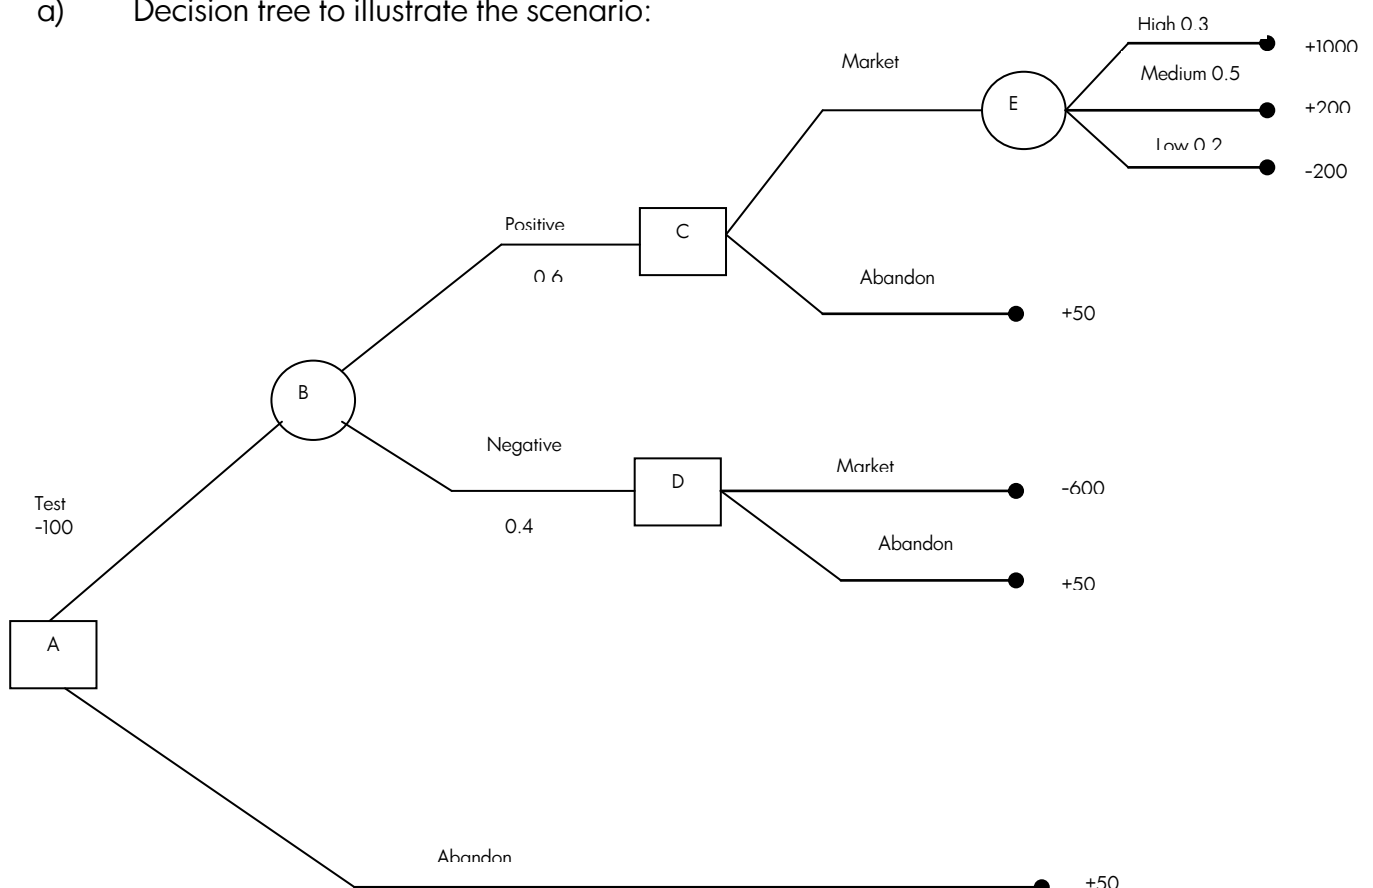 a) Decision tree to illustrate the scenario:
High 0.3
+1000
Market
Medium 0.5
E
+200
Low 0.2
-200
Positive
C
0.6
Abandon
+50
B
Negative
Market
D
-600
Test
-100
0.4
Abandon
+50
A
Abandon
+50